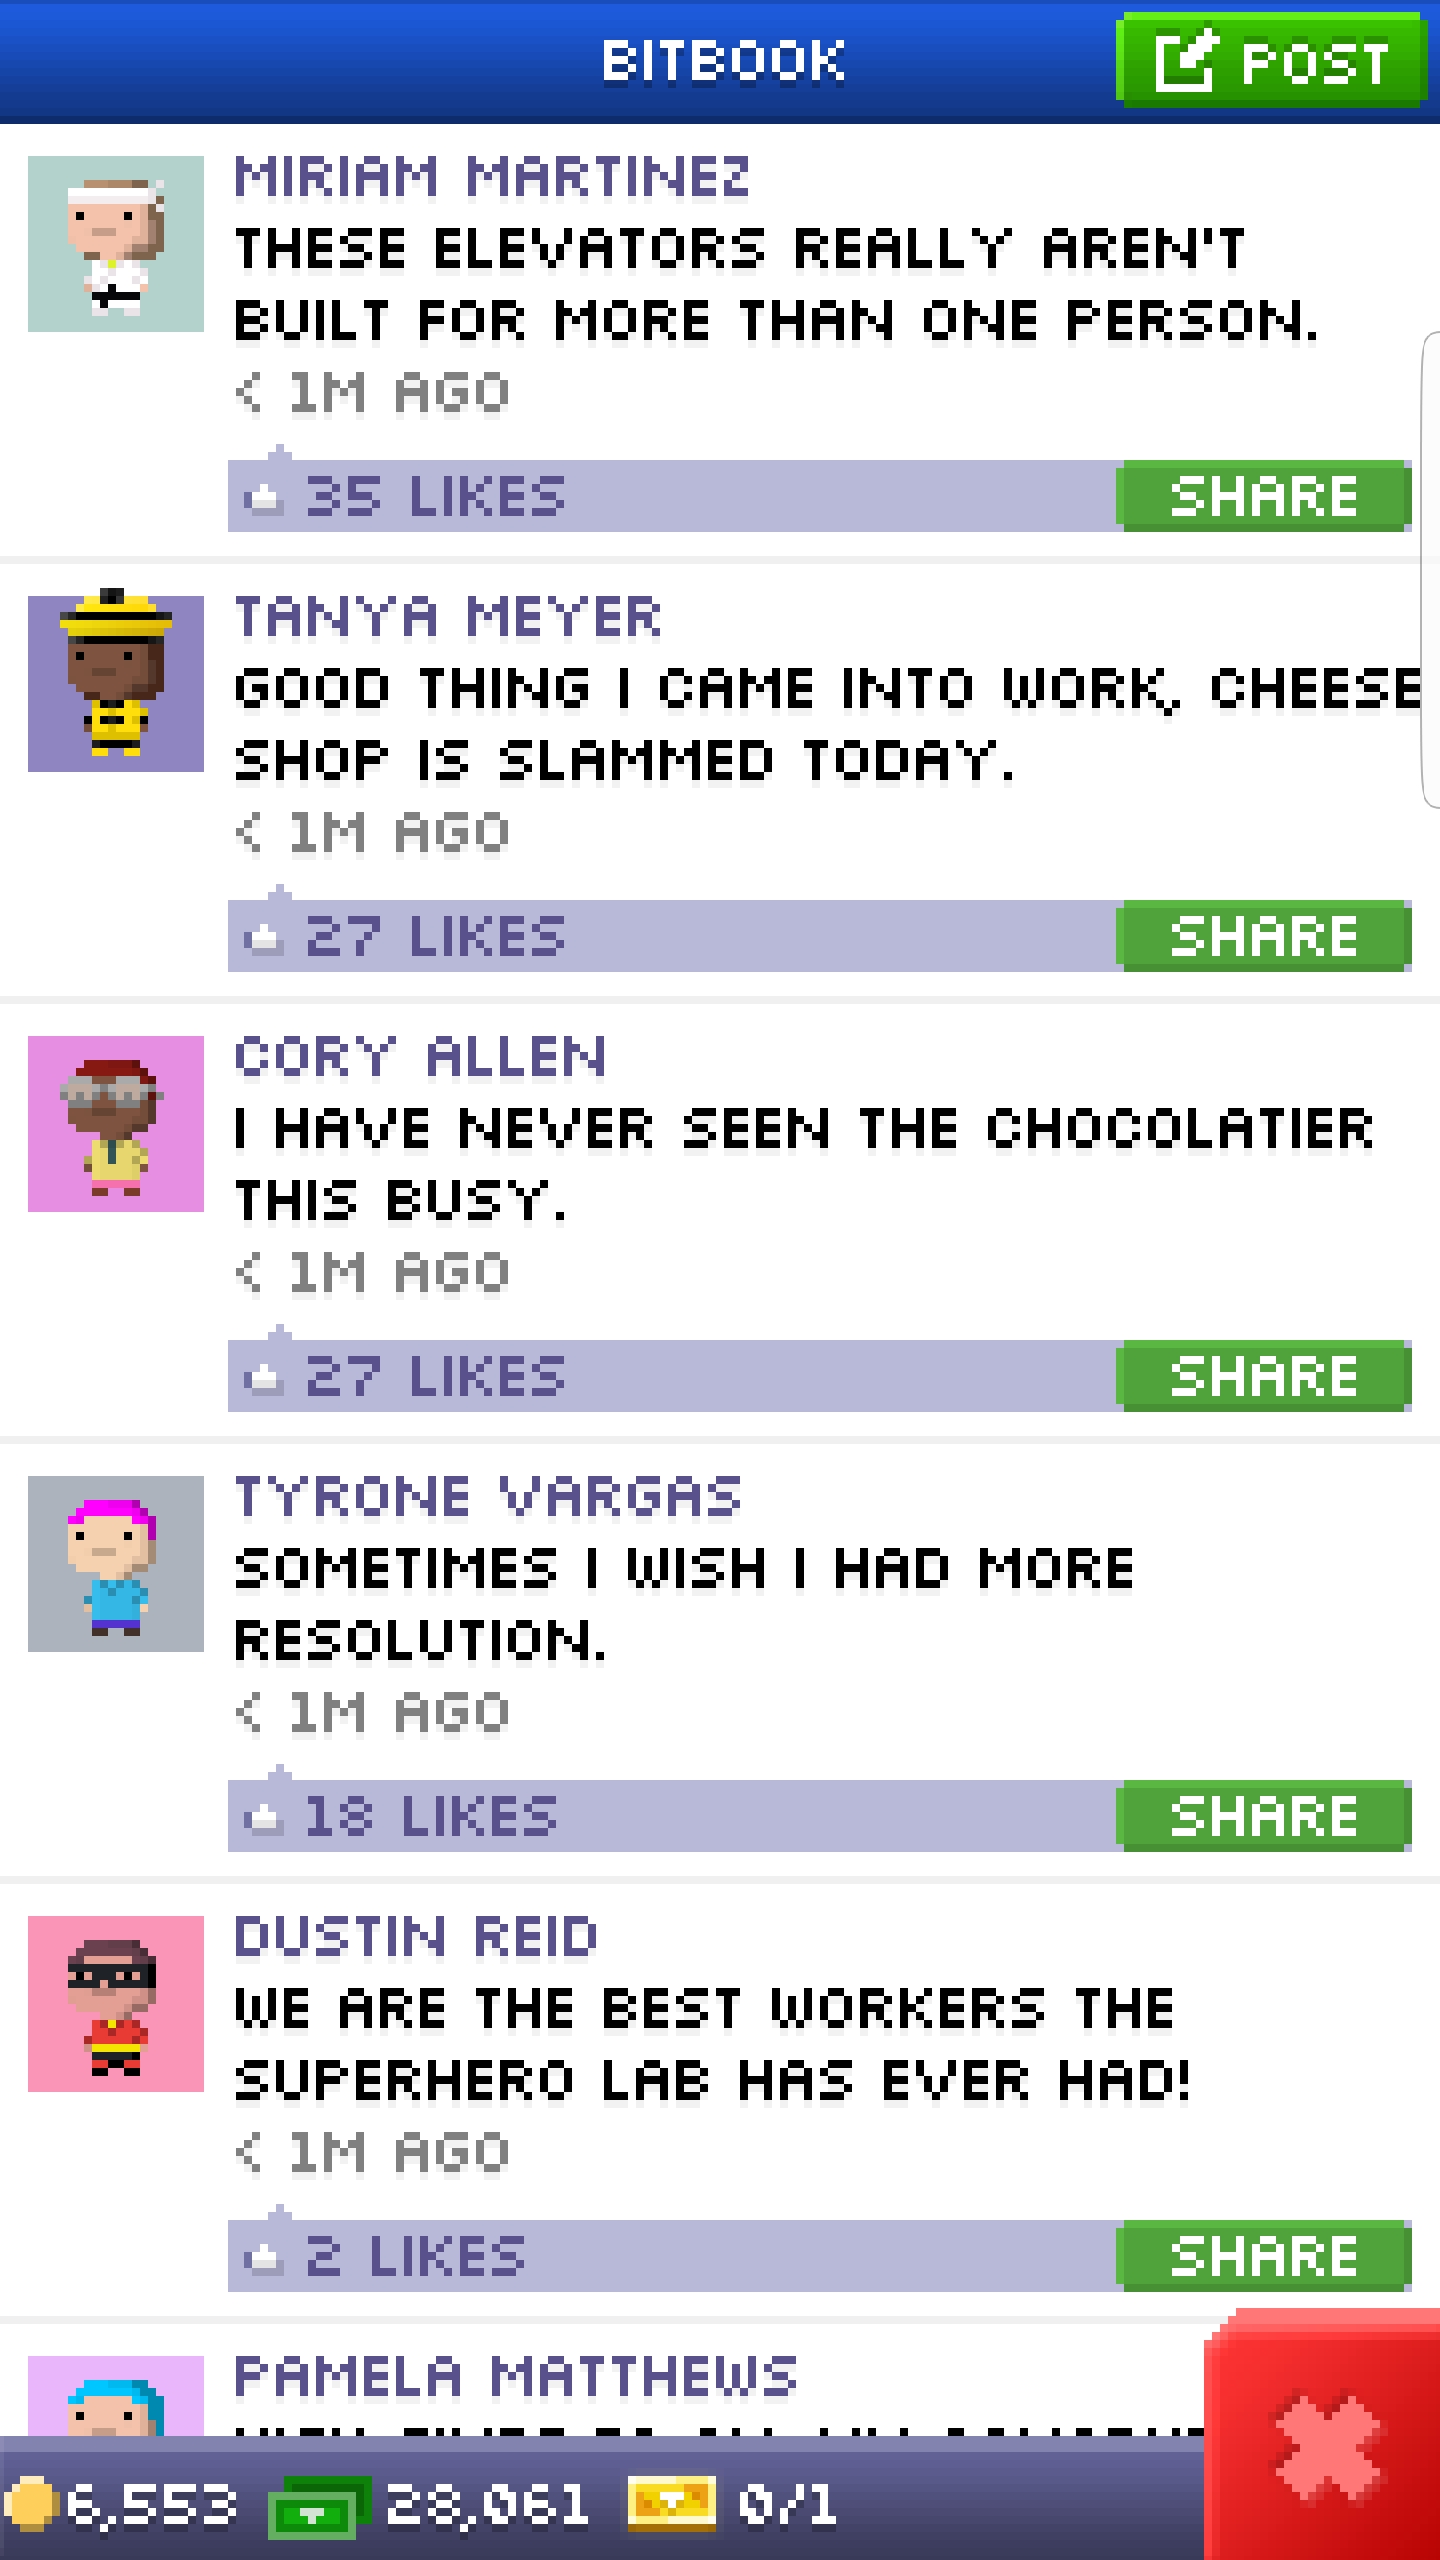 BITBOOK
POST
MIRIAM MARTINEZ
THESE ELEVATORS REALLY AREN'T
BUILT FOR MORE THAN ONE PERSON.
< 1M AGO
35 LIKES
SHARE
TANYA MEYER
GOOD THING I CAME INTO WORK, CHEESE
SHOP IS SLAMMED TODAY.
< 1M AGO
27 LIKES
SHARE
CORY ALLEN
I HAVE NEVER SEEN THE CHOCOLATIER
THIS BUSY.
< 1M AGO
27 LIKES
SHARE
TYRONE VARGAS
SOMETIMES I WISH I HAD MORE
RESOLUTION.
< 1M AGO
18 LIKES
SHARE
DUSTIN REID
WE ARE THE BEST WORKERS THE
SUPERHERO LAB HAS EVER HAD!
< 1M AGO
2 LIKES
SHARE
PAMELA MATTHEWS
6,553
28,061
0/1